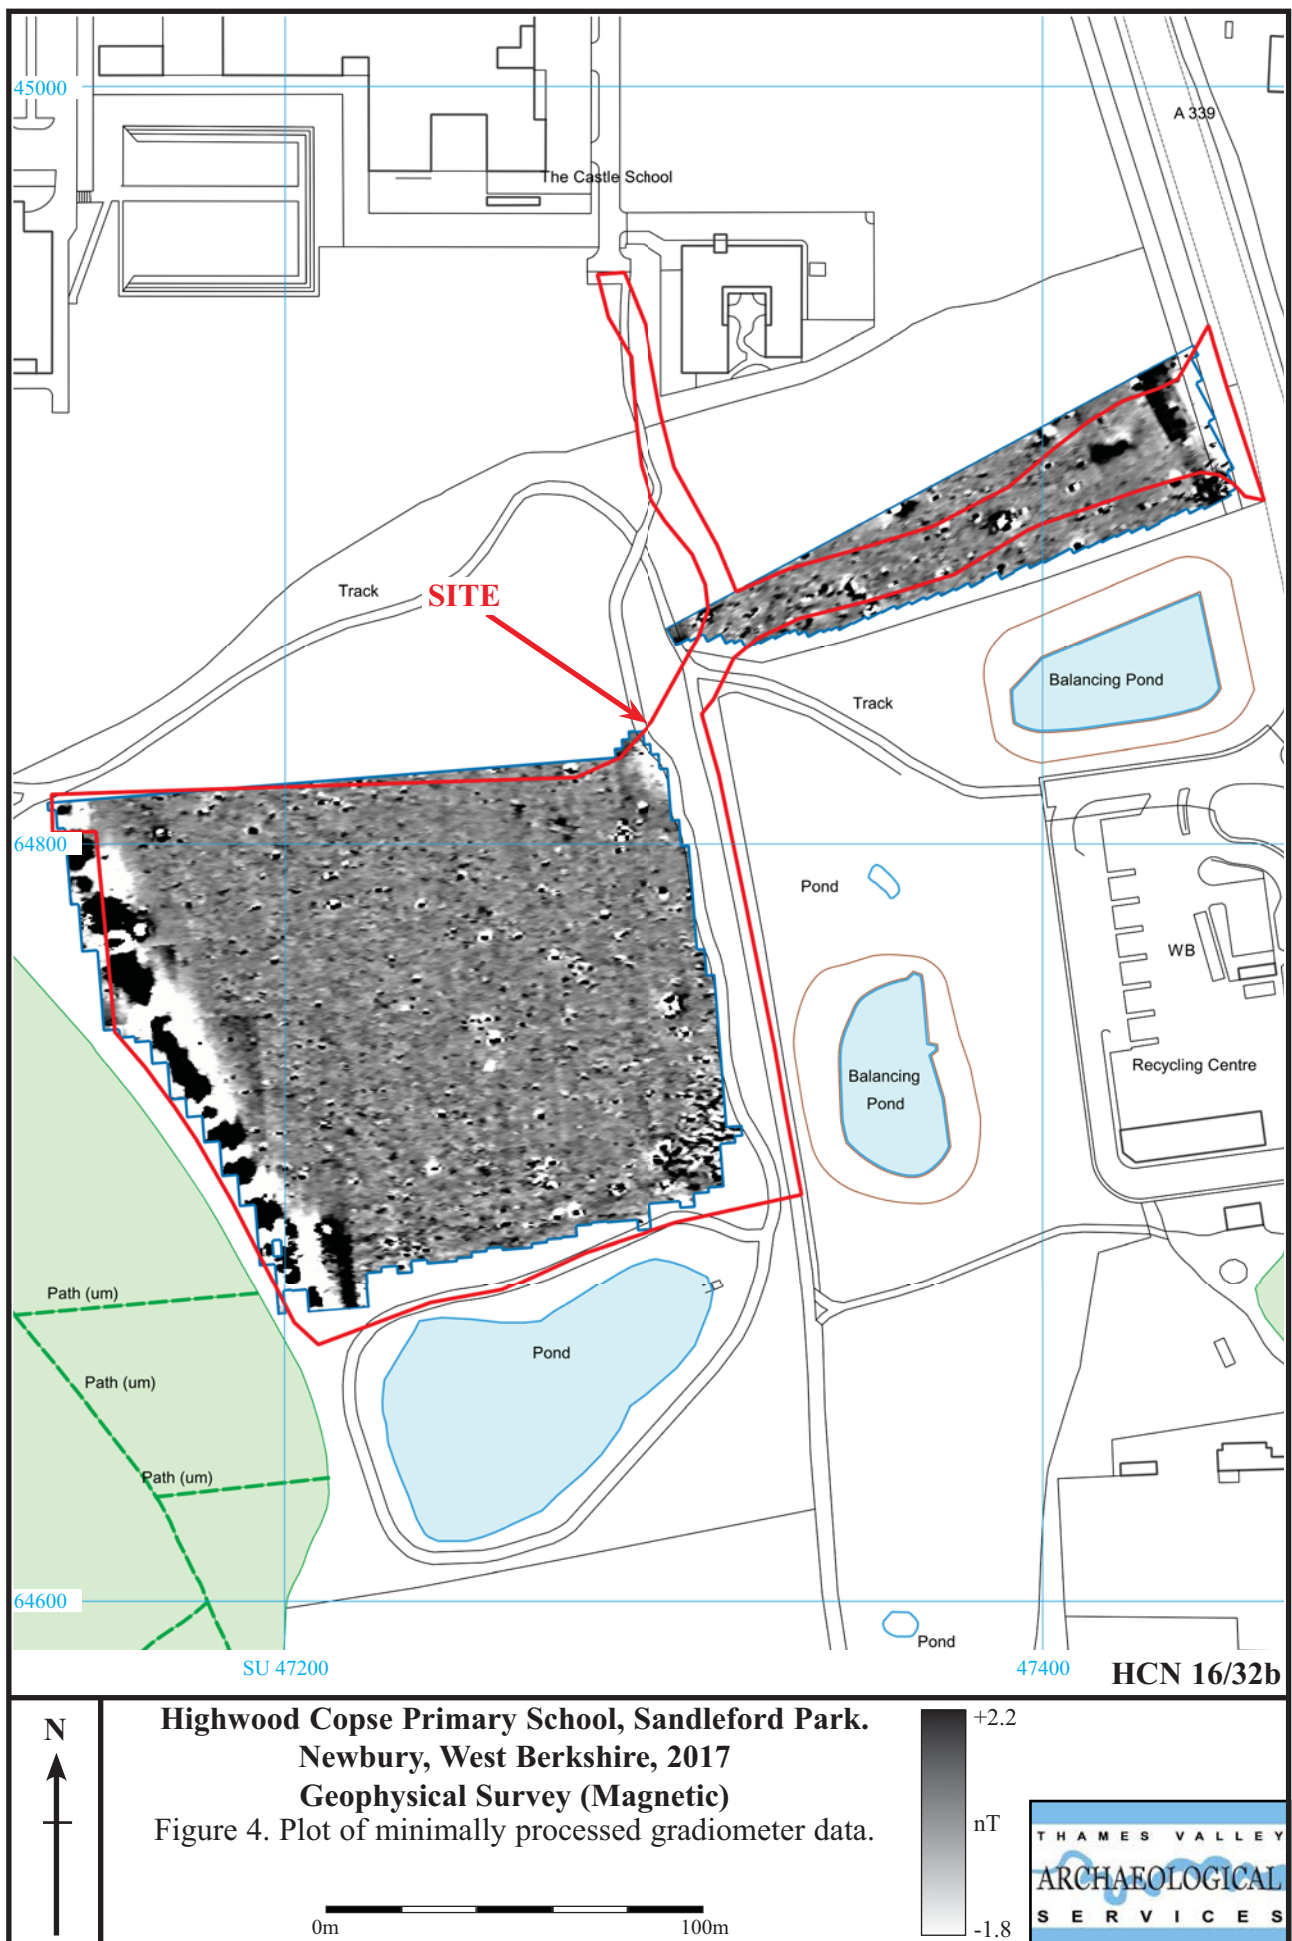 45000
A 339
The Castle School
Track
SITE
Balancing Pond
Track
64800
Pond
WB
Balancing
Pond
Recycling Centre
Path (um)
Pond
Path (um)
Path (um)
64600
Pond
SU 47200
47400
HCN 16/32b
N
Highwood Copse Primary School, Sandleford Park.
Newbury, West Berkshire, 2017
Geophysical Survey (Magnetic)
Figure 4. Plot of minimally processed gradiometer data.
0m
100m
+2.2
nT
-1.8
THAMES VALLEY
ARCHAEOLOGICAL
SERVICES